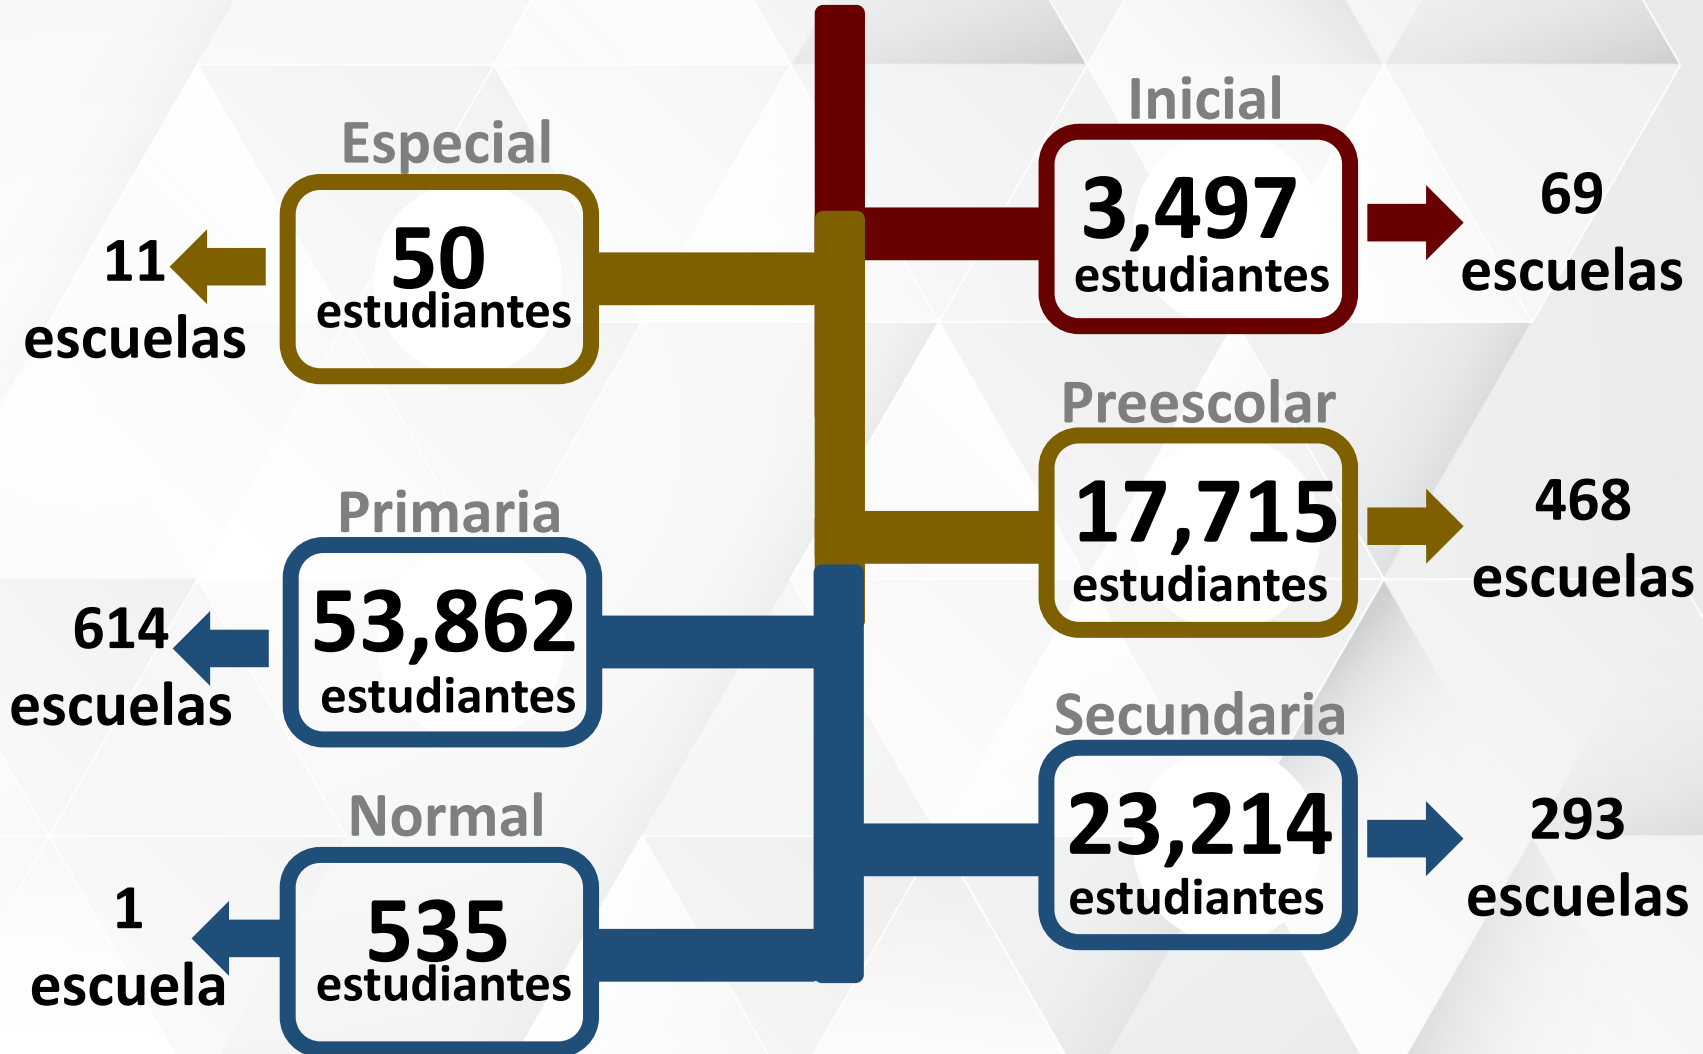 Inicial
3,497
estudiantes
69
escuelas
Especial
50
estudiantes
11
escuelas
Preescolar
17,715
estudiantes
468
escuelas
Primaria
53,862
estudiantes
614
escuelas
Secundaria
23,214
estudiantes
293
escuelas
Normal
535
estudiantes
1
escuela